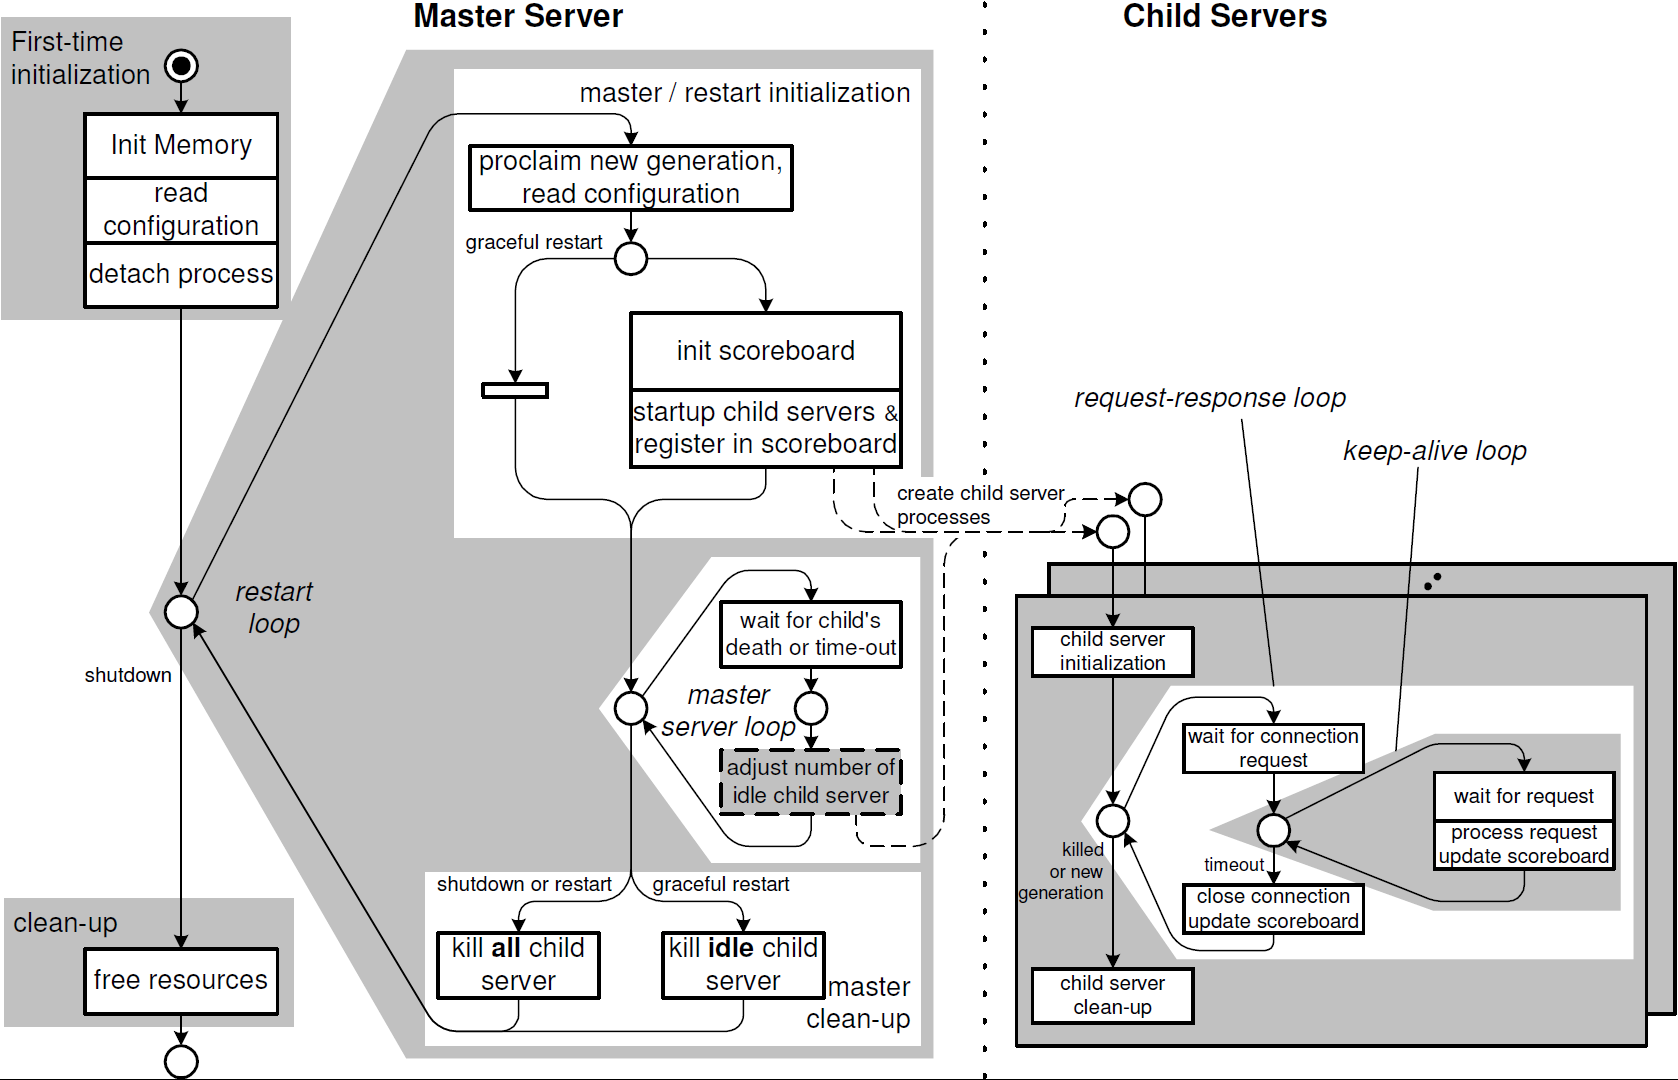 Master Server
Child Servers
First-time
initialization
Init Memory
read
configuration
detach process
master / restart initialization
proclaim new generation,
read configuration
graceful restart
init scoreboard
startup child servers &
register in scoreboard
create child server
processes
request-response loop
keep-alive loop
restart
loop
shutdown
wait for child's
death or time-out
master
server loop
adjust number of
idle child server
shutdown or restart
graceful restart
kill all child
server
kill idle child
server
master
clean-up
clean-up
free resources
child server
initialization
wait for connection
request
wait for request
process request
update scoreboard
killed
or new
generation
timeout
close connection
update scoreboard
child server
clean-up